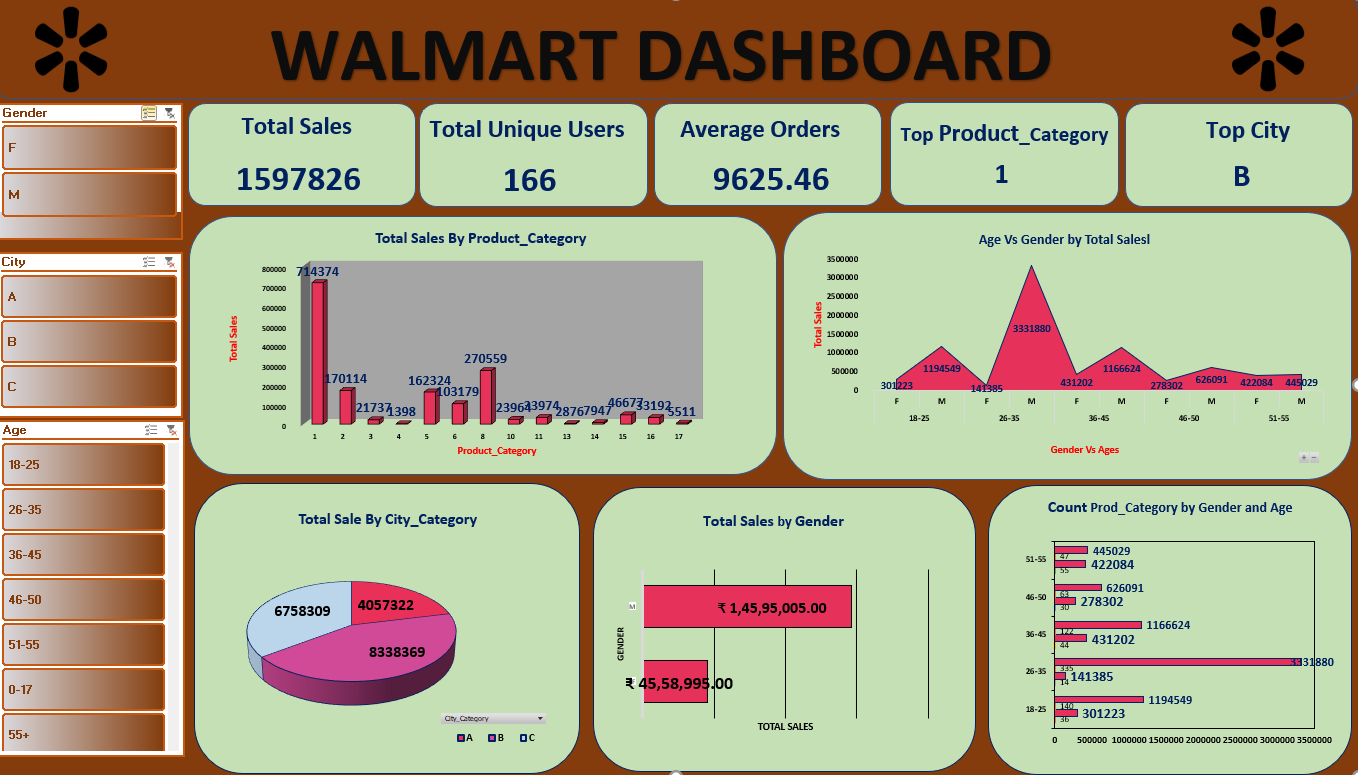 WALMART DASHBOARD
Gender
F
M
City
A
B
C
Age
18-25
26-35
36-45
46-50
51-55
0-17
55+
Total Sales
1597826
Total Unique Users
166
Average Orders
9625.46
Top Product_Category
1
Top City
B
Total Sales By Product_Category
Total Sales
800000
700000
600000
500000
400000
300000
200000
100000
0
714374
170114
21737
1398
162324
103179
270559
23964
23974
2876
7947
46677
33192
5511
1 2 3 4 5 6 8 10 11 13 14 15 16 17
Product_Category
Age Vs Gender by Total Salesl
Total Sales
3500000
3000000
2500000
2000000
1500000
1000000
500000
0
301223
1194549
141385
3331880
431202
1166624
278302
626091
422084
445029
F M F M F M F M F M
18-25 26-35 36-45 46-50 51-55
Gender Vs Ages
Total Sale By City_Category
6758309
4057322
8338369
City_Category
A B C
Total Sales by Gender
GENDER
M
₹ 1,45,95,005.00
₹ 45,58,995.00
TOTAL SALES
Count Prod_Category by Gender and Age
51-55
445029
47
422084
55
46-50
626091
63
278302
30
36-45
1166624
122
431202
44
26-35
3331880
335
141385
14
18-25
1194549
140
301223
36
0 500000 1000000 1500000 2000000 2500000 3000000 3500000